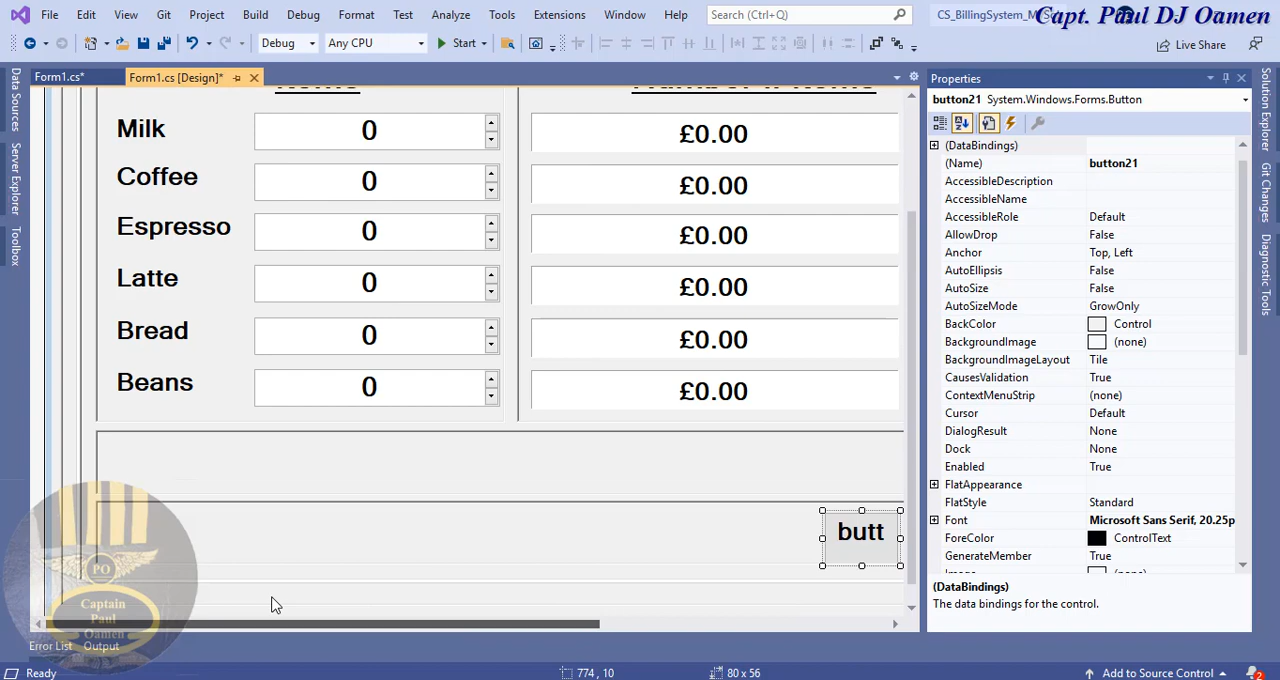 File Edit View Git Project Build Debug Format Test Analyze Tools Extensions Window Help Search (Ctrl+Q) CS_BillingSystem_M
Capt. Paul DJ Oamen
Debug Any CPU Start Live Share
Form1.cs* Form1.cs [Design]*
Properties
button21 System.Windows.Forms.Button
Data Sources
Server Explorer
Toolbox
Milk 0 £0.00
Coffee 0 £0.00
Espresso 0 £0.00
Latte 0 £0.00
Bread 0 £0.00
Beans 0 £0.00
butt
(DataBindings)
(Name) button21
AccessibleDescription
AccessibleName
AccessibleRole Default
AllowDrop False
Anchor Top, Left
AutoEllipsis False
AutoSize False
AutoSizeMode GrowOnly
BackColor Control
BackgroundImage (none)
BackgroundImageLayout Tile
CausesValidation True
ContextMenuStrip (none)
Cursor Default
DialogResult None
Dock None
Enabled True
FlatAppearance
FlatStyle Standard
Font Microsoft Sans Serif, 20.25p
ForeColor ControlText
GenerateMember True
(DataBindings)
The data bindings for the control.
Solution Explorer
Git Changes
Diagnostic Tools
PO
Captain
Paul
Oamen
Error List Output
Ready 774 , 10 80 x 56 Add to Source Control 2